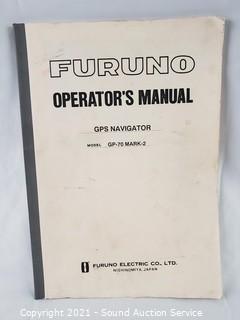 FURUNO
OPERATOR'S MANUAL
GPS NAVIGATOR
MODEL GP-70 MARK-2
FURUNO ELECTRIC CO., LTD.
NISHINOMIYA, JAPAN
Copyright © 2021 - Sound Auction Service